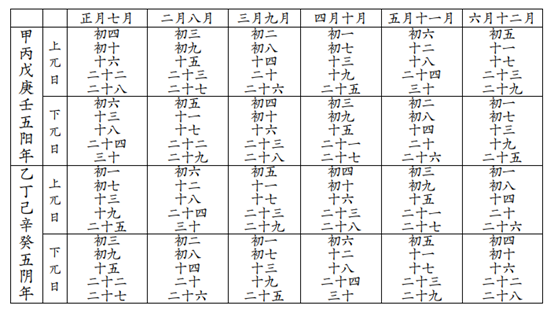 正月七月 二月八月 三月九月 四月十月 五月十一月 六月十二月
甲丙戊庚壬五阳年
上元日
初四 初三 初二 初一 初六 初五
初十 初九 初八 初七 十二 十一
十六 十五 十四 十三 十八 十七
二十二 二十三 二十 十九 二十四 二十三
二十八 二十七 二十六 二十五 三十 二十九
下元日
初六 初五 初四 初三 初二 初一
十三 十一 初十 初九 初八 初七
十八 十七 十六 十五 十四 十三
二十四 二十二 二十三 二十一 二十 十九
三十 二十九 二十八 二十七 二十六 二十五
乙丁己辛癸五阴年
上元日
初一 初六 初五 初四 初三 初一
初七 十二 十一 初十 初九 初八
十三 十八 十七 十六 十五 十四
十九 二十四 二十三 二十三 二十一 二十
二十五 三十 二十九 二十八 二十七 二十六
下元日
初三 初二 初一 初六 初五 初四
初九 初八 初七 十二 十一 初十
十五 十四 十三 十八 十七 十六
二十二 二十 十九 二十四 二十三 二十二
二十七 二十六 二十五 三十 二十九 二十八